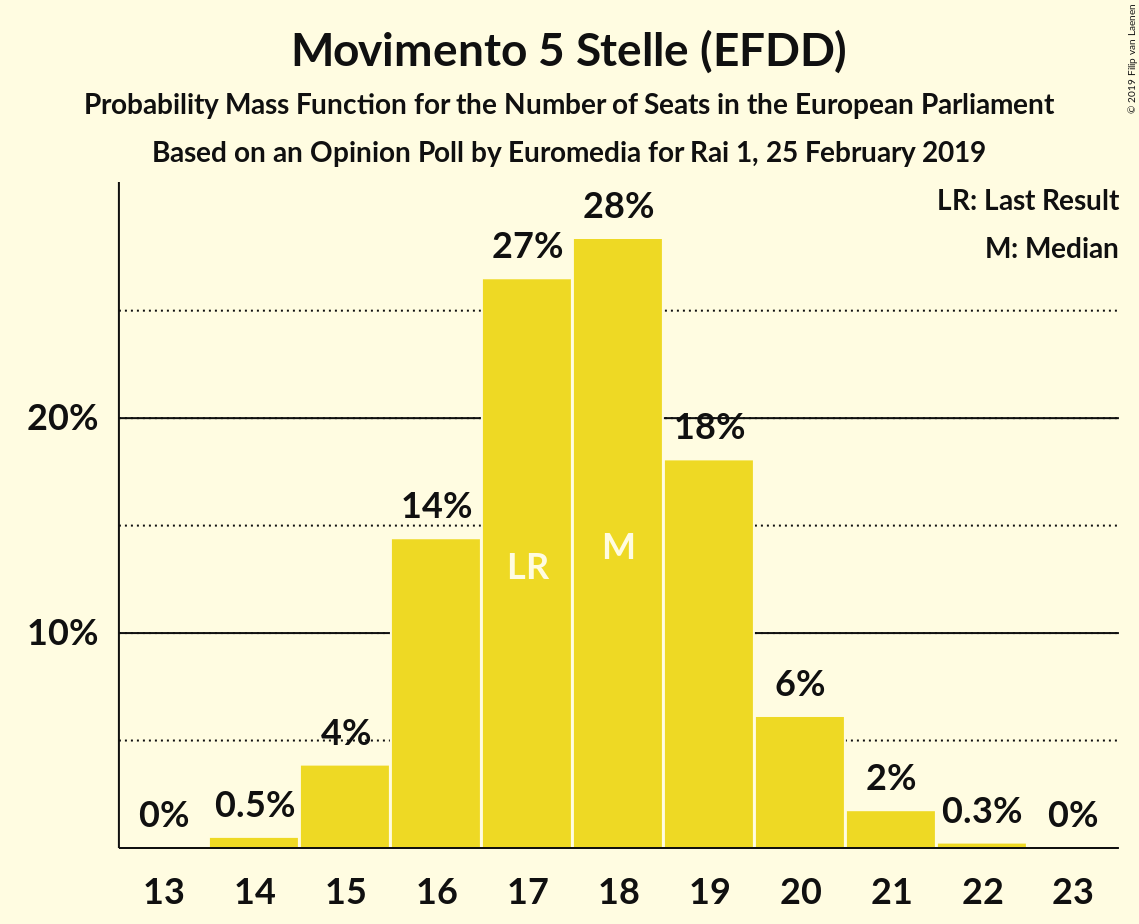 Movimento 5 Stelle (EFDD)
Probability Mass Function for the Number of Seats in the European Parliament
Based on an Opinion Poll by Euromedia for Rai 1, 25 February 2019
© 2019 Filip van Laenen
LR: Last Result
M: Median
28%
27%
20%
18%
14%
M
LR
10%
6%
4%
2%
0.5%
0.3%
0%
0%
13 14 15 16 17 18 19 20 21 22 23